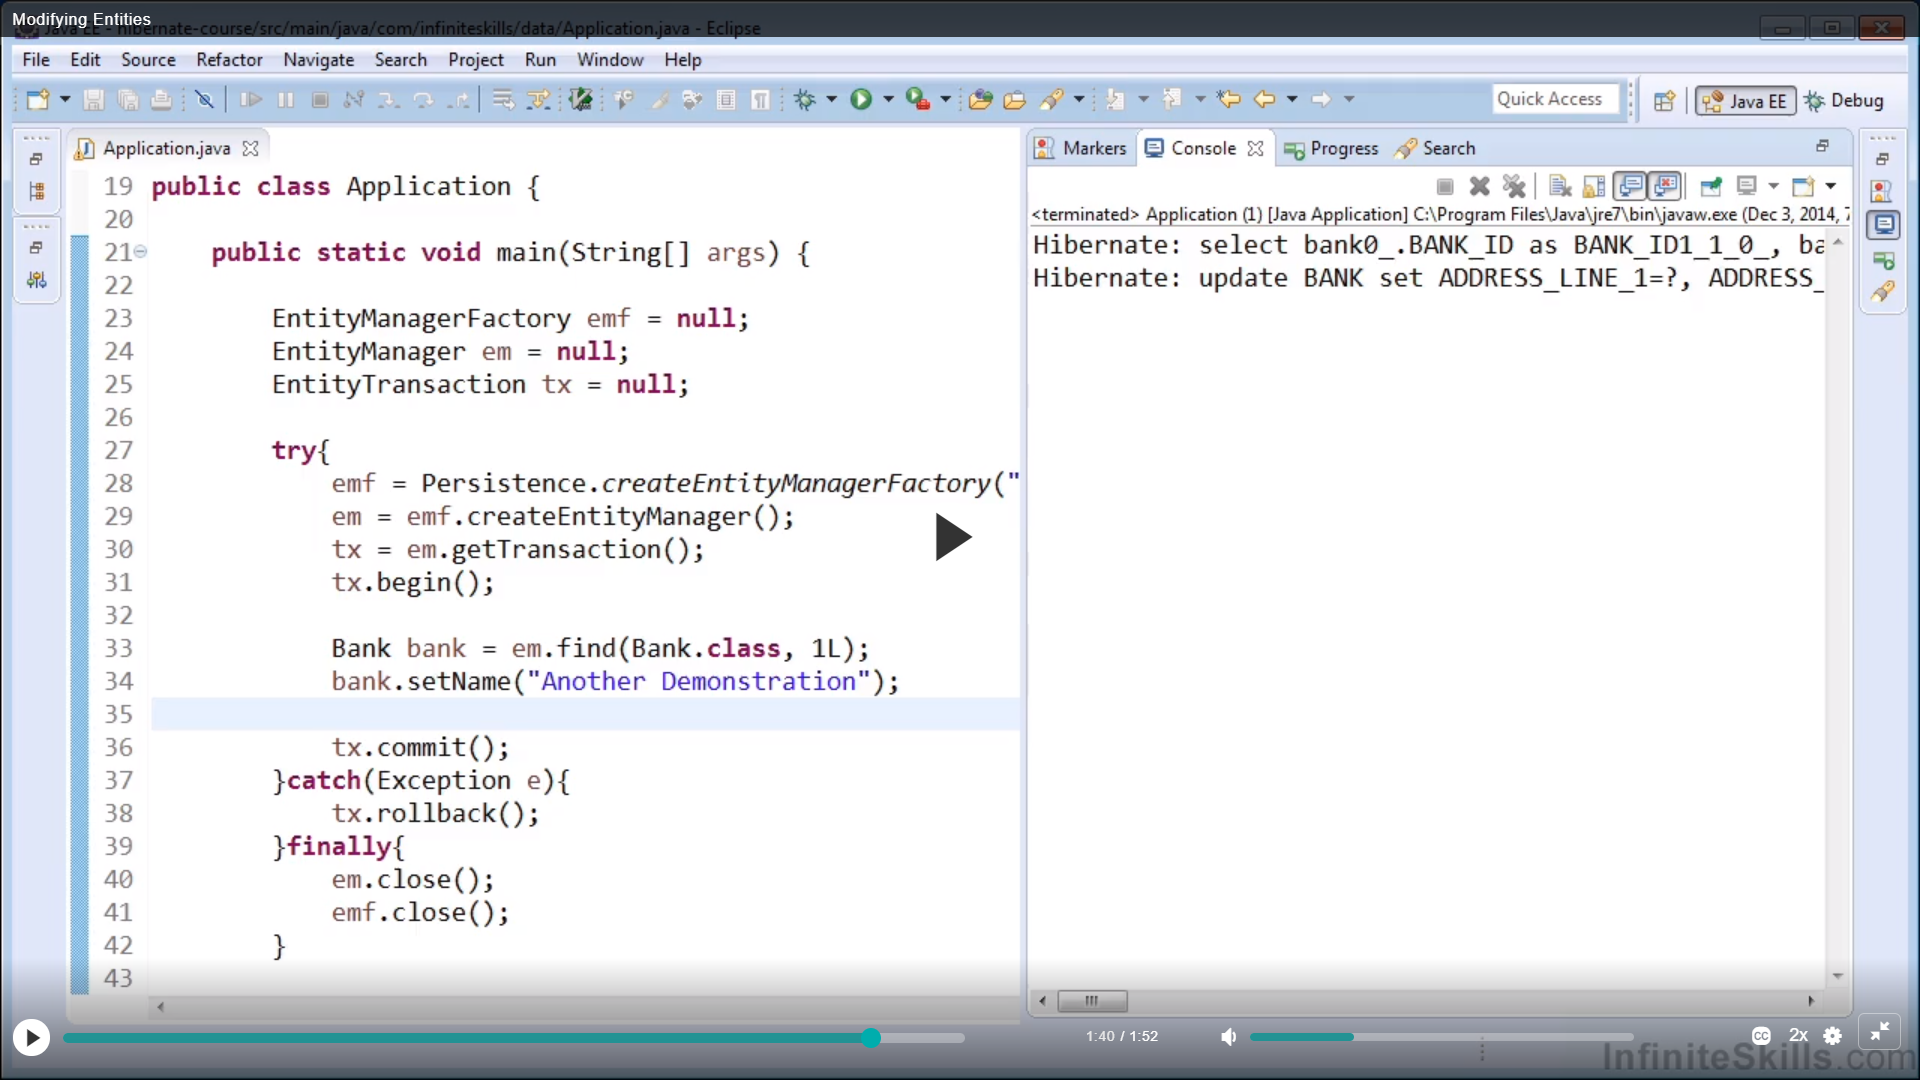 Modifying Entities
Java EE - hibernate-course/src/main/java/com/infiniteskills/data/Application.java - Eclipse
File Edit Source Refactor Navigate Search Project Run Window Help
Quick Access Java EE Debug
Application.java
19 public class Application {
20
21 public static void main(String[] args) {
22
23 EntityManagerFactory emf = null;
24 EntityManager em = null;
25 EntityTransaction tx = null;
26
27 try{
28 emf = Persistence.createEntityManagerFactory("
29 em = emf.createEntityManager();
30 tx = em.getTransaction();
31 tx.begin();
32
33 Bank bank = em.find(Bank.class, 1L);
34 bank.setName("Another Demonstration");
35
36 tx.commit();
37 }catch(Exception e){
38 tx.rollback();
39 }finally{
40 em.close();
41 emf.close();
42 }
43
Markers Console Progress Search
<terminated> Application (1) [Java Application] C:\Program Files\Java\jre7\bin\javaw.exe (Dec 3, 2014, 7
Hibernate: select bank0_.BANK_ID as BANK_ID1_1_0_, ba
Hibernate: update BANK set ADDRESS_LINE_1=?, ADDRESS_
1:40 / 1:52
CC 2x
InfiniteSkills.com